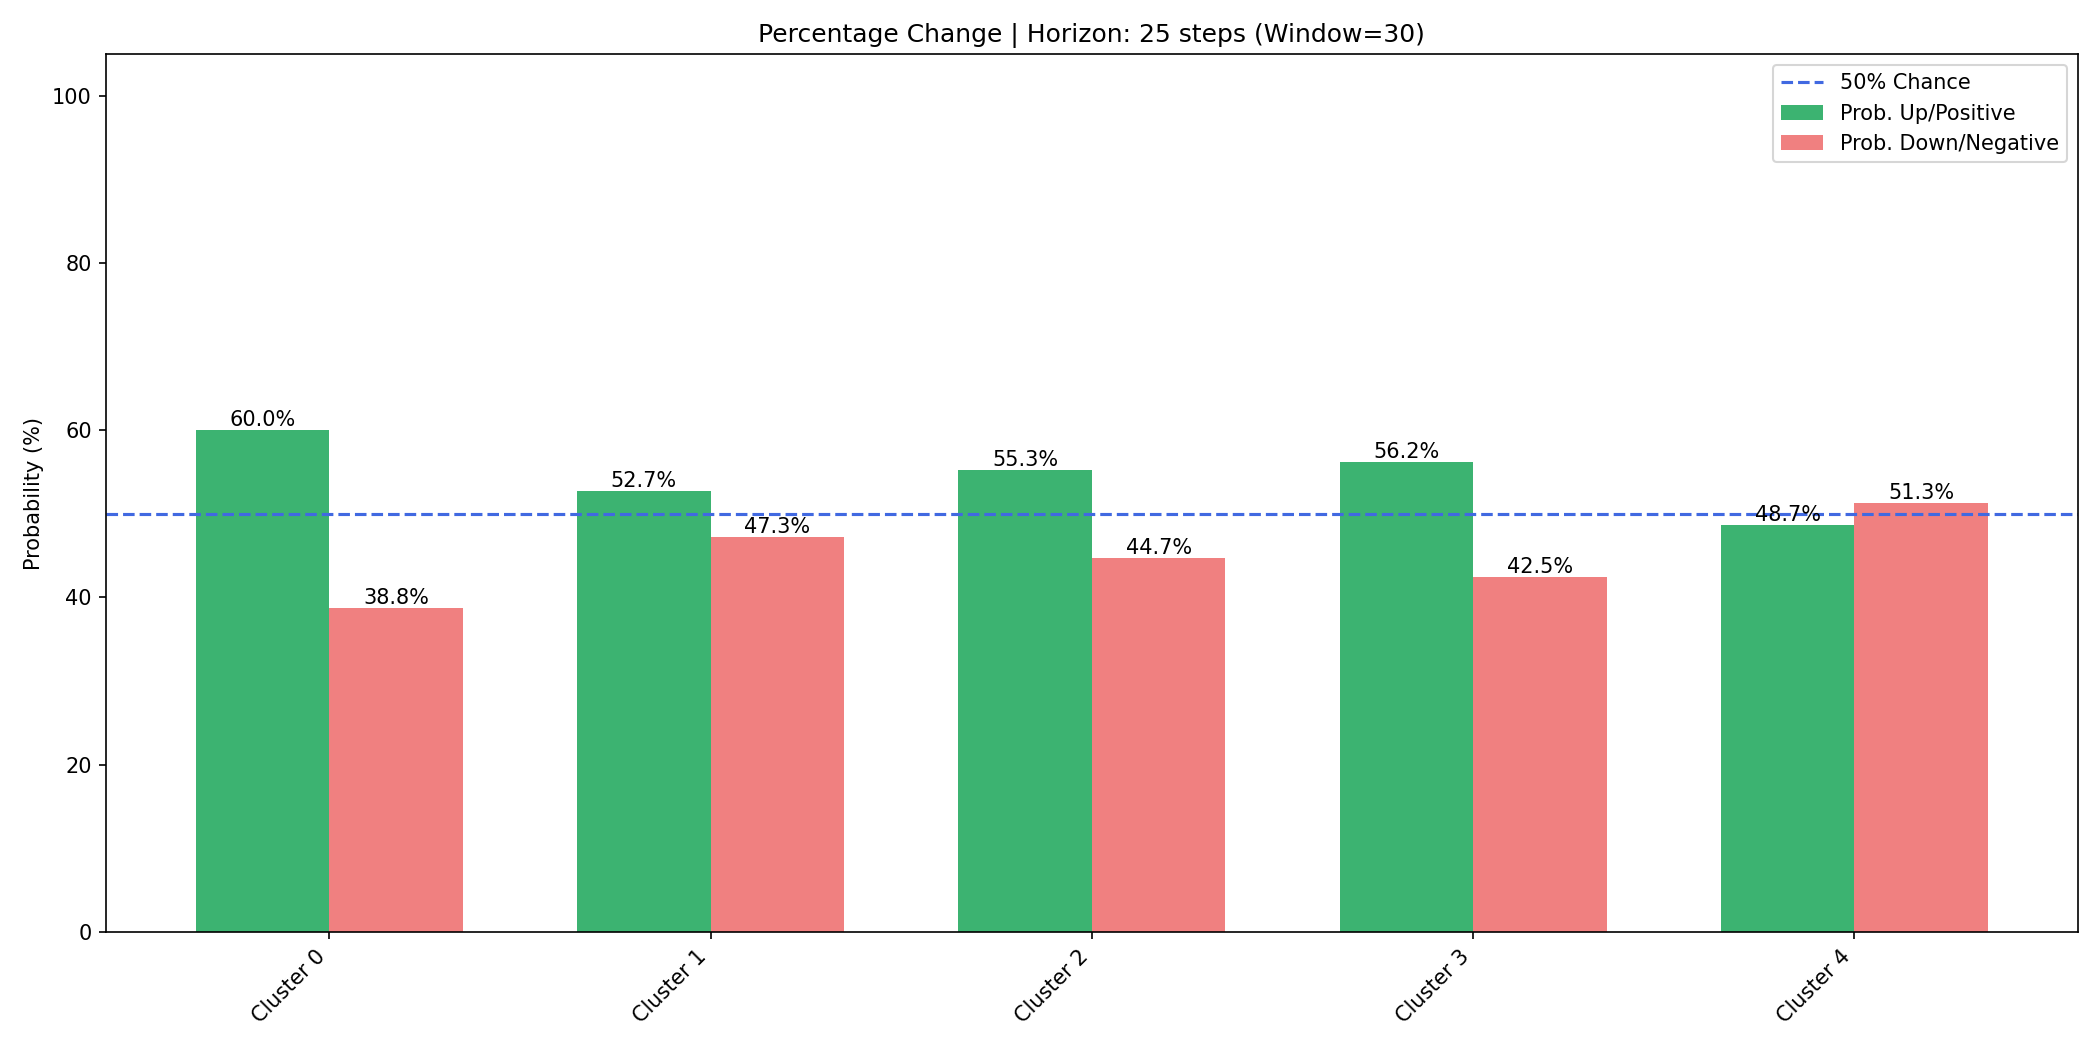 Percentage Change | Horizon: 25 steps (Window=30)
50% Chance
Prob. Up/Positive
Prob. Down/Negative
Probability (%)
100
80
60
40
20
0
60.0%
38.8%
52.7%
47.3%
55.3%
44.7%
56.2%
42.5%
48.7%
51.3%
Cluster 0
Cluster 1
Cluster 2
Cluster 3
Cluster 4